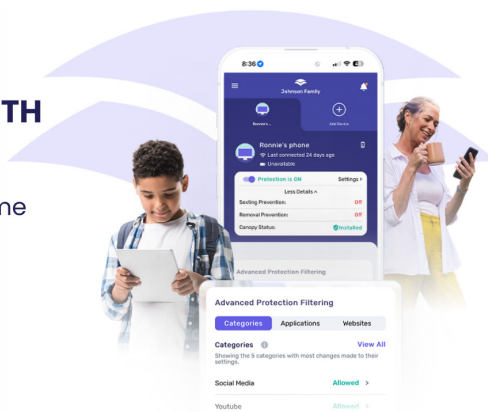 TH
me
8:36
Johnson Family
Ronnie's...
Add Device
Ronnie's phone
Last connected 24 days ago
Unavailable
Protection is ON Settings >
Less Details ^
Sexting Prevention: Off
Removal Prevention: Off
Canopy Status: Installed
Advanced Protection Filtering
Advanced Protection Filtering
Categories Applications Websites
Categories View All
Showing the 5 categories with most changes made to their
settings.
Social Media Allowed >
Youtube Allowed >